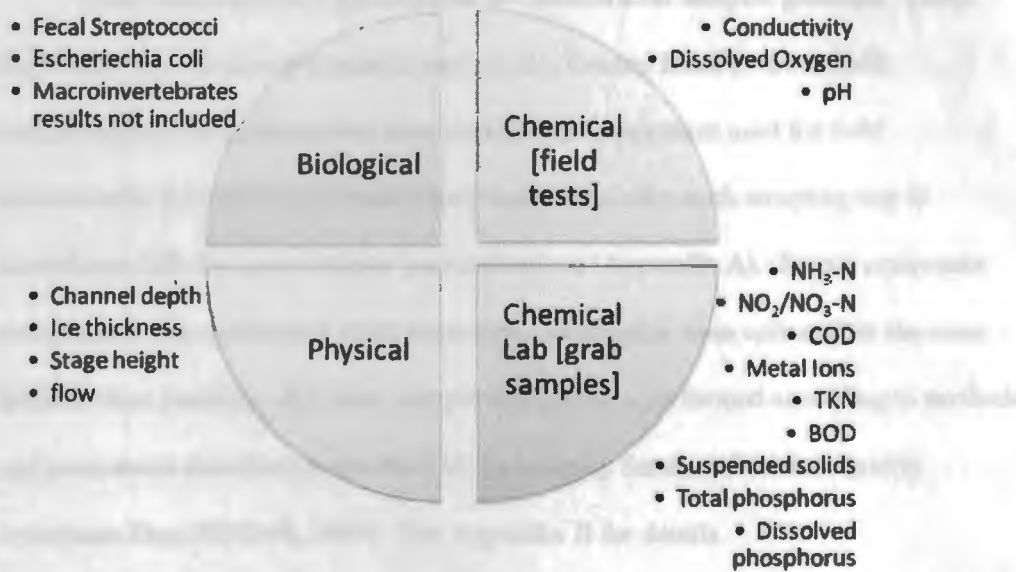 • Fecal Streptococci
• Escheriechia coli
• Macroinvertebrates
results not included
Biological
• Conductivity
• Dissolved Oxygen
• pH
Chemical
[field
tests]
• Channel depth
• Ice thickness
• Stage height
• flow
Physical
Chemical
Lab [grab
samples]
• NH₃-N
• NO₂/NO₃-N
• COD
• Metal Ions
• TKN
• BOD
• Suspended solids
• Total phosphorus
• Dissolved
phosphorus